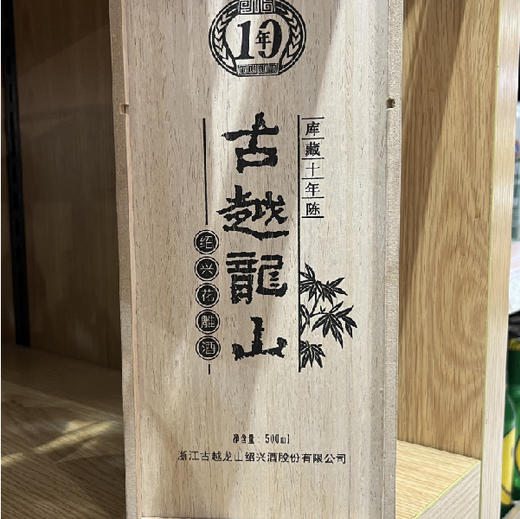 10年
古越龍山
库藏十年陈
绍兴花雕酒
净含量：500ml
浙江古越龙山绍兴酒股份有限公司